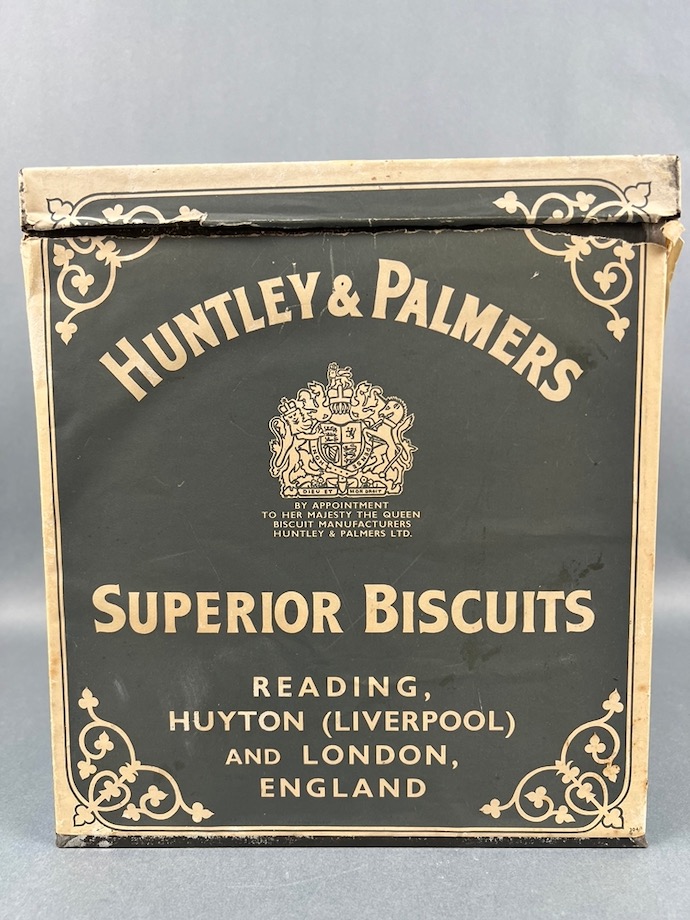 HUNTLEY & PALMERS
DIEU ET MON DROIT
BY APPOINTMENT
TO HER MAJESTY THE QUEEN
BISCUIT MANUFACTURERS
HUNTLEY & PALMERS LTD.
SUPERIOR BISCUITS
READING,
HUYTON (LIVERPOOL)
AND LONDON,
ENGLAND